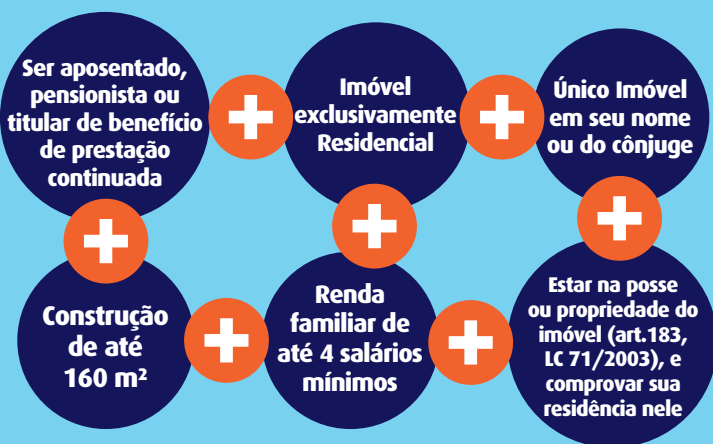 Ser aposentado,
pensionista ou
titular de benefício
de prestação
continuada
Imóvel
exclusivamente
Residencial
Único Imóvel
em seu nome
ou do cônjuge
Construção
de até
160 m²
Renda
familiar de
até 4 salários
mínimos
Estar na posse
ou propriedade do
imóvel (art.183,
LC 71/2003), e
comprovar sua
residência nele